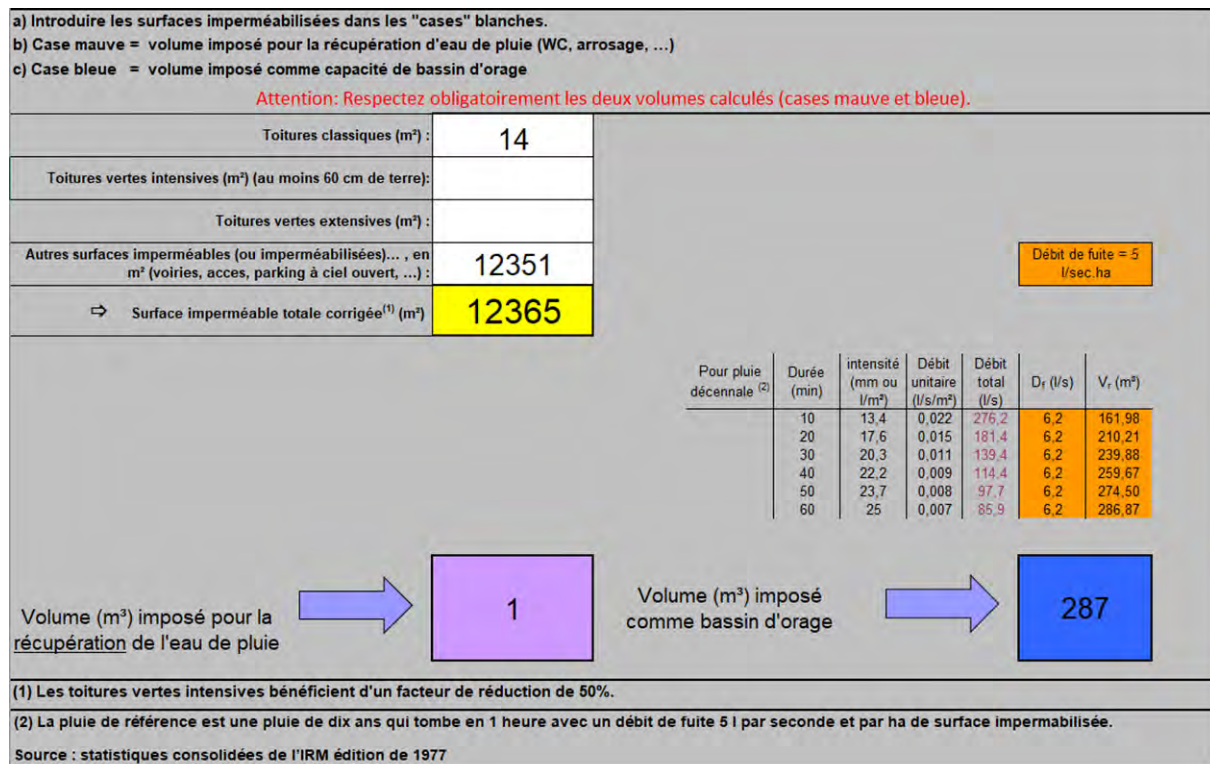 a) Introduire les surfaces imperméabilisées dans les "cases" blanches.
b) Case mauve = volume imposé pour la récupération d'eau de pluie (WC, arrosage, ...)
c) Case bleue = volume imposé comme capacité de bassin d'orage
Attention: Respectez obligatoirement les deux volumes calculés (cases mauve et bleue).
Toitures classiques (m²) : 14
Toitures vertes intensives (m²) (au moins 60 cm de terre):
Toitures vertes extensives (m²) :
Autres surfaces imperméables (ou imperméabilisées)... , en
m² (voiries, acces, parking à ciel ouvert, ...) : 12351
Débit de fuite = 5
l/sec.ha
⇨ Surface imperméable totale corrigée(1) (m²) 12365
Pour pluie
décennale (2)
Durée
(min)
intensité
(mm ou
l/m²)
Débit
unitaire
(l/s/m²)
Débit
total
(l/s)
Df (l/s)
Vr (m³)
10 13,4 0,022 276,2 6,2 161,98
20 17,6 0,015 181,4 6,2 210,21
30 20,3 0,011 139,4 6,2 239,88
40 22,2 0,009 114,4 6,2 259,67
50 23,7 0,008 97,7 6,2 274,50
60 25 0,007 85,9 6,2 286,87
Volume (m³) imposé pour la
récupération de l'eau de pluie
1
Volume (m³) imposé
comme bassin d'orage
287
(1) Les toitures vertes intensives bénéficient d'un facteur de réduction de 50%.
(2) La pluie de référence est une pluie de dix ans qui tombe en 1 heure avec un débit de fuite 5 l par seconde et par ha de surface impermabilisée.
Source : statistiques consolidées de l'IRM édition de 1977